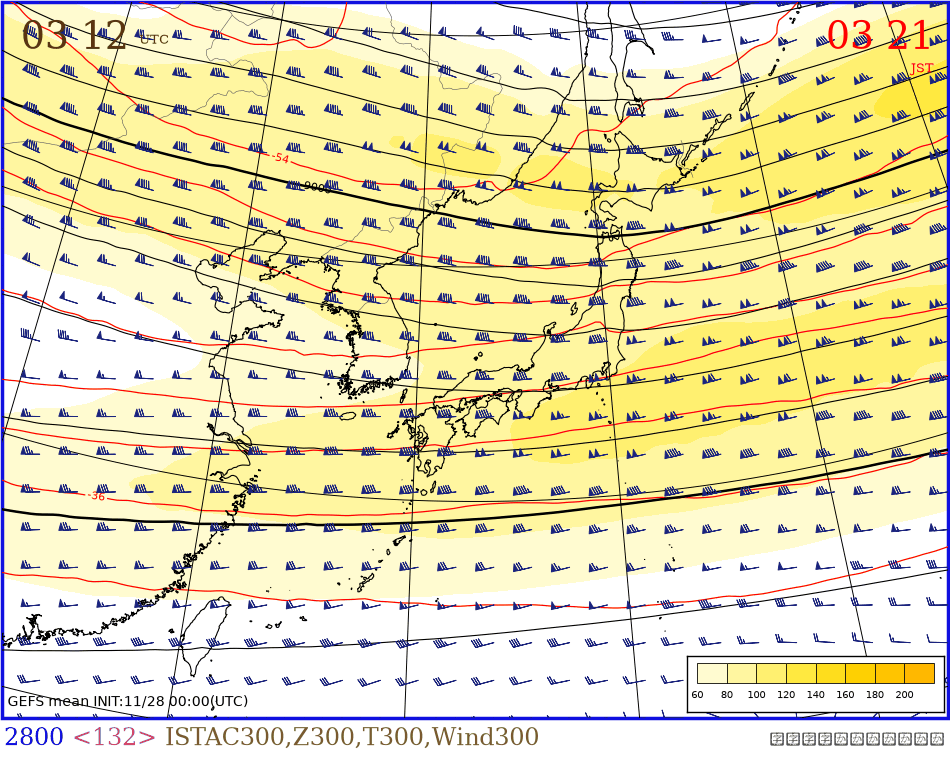 03 12 UTC
03 21
JST
-54
9000
-36
GEFS mean INIT:11/28 00:00(UTC)
60 80 100 120 140 160 180 200
2800 <132> ISTAC300,Z300,T300,Wind300